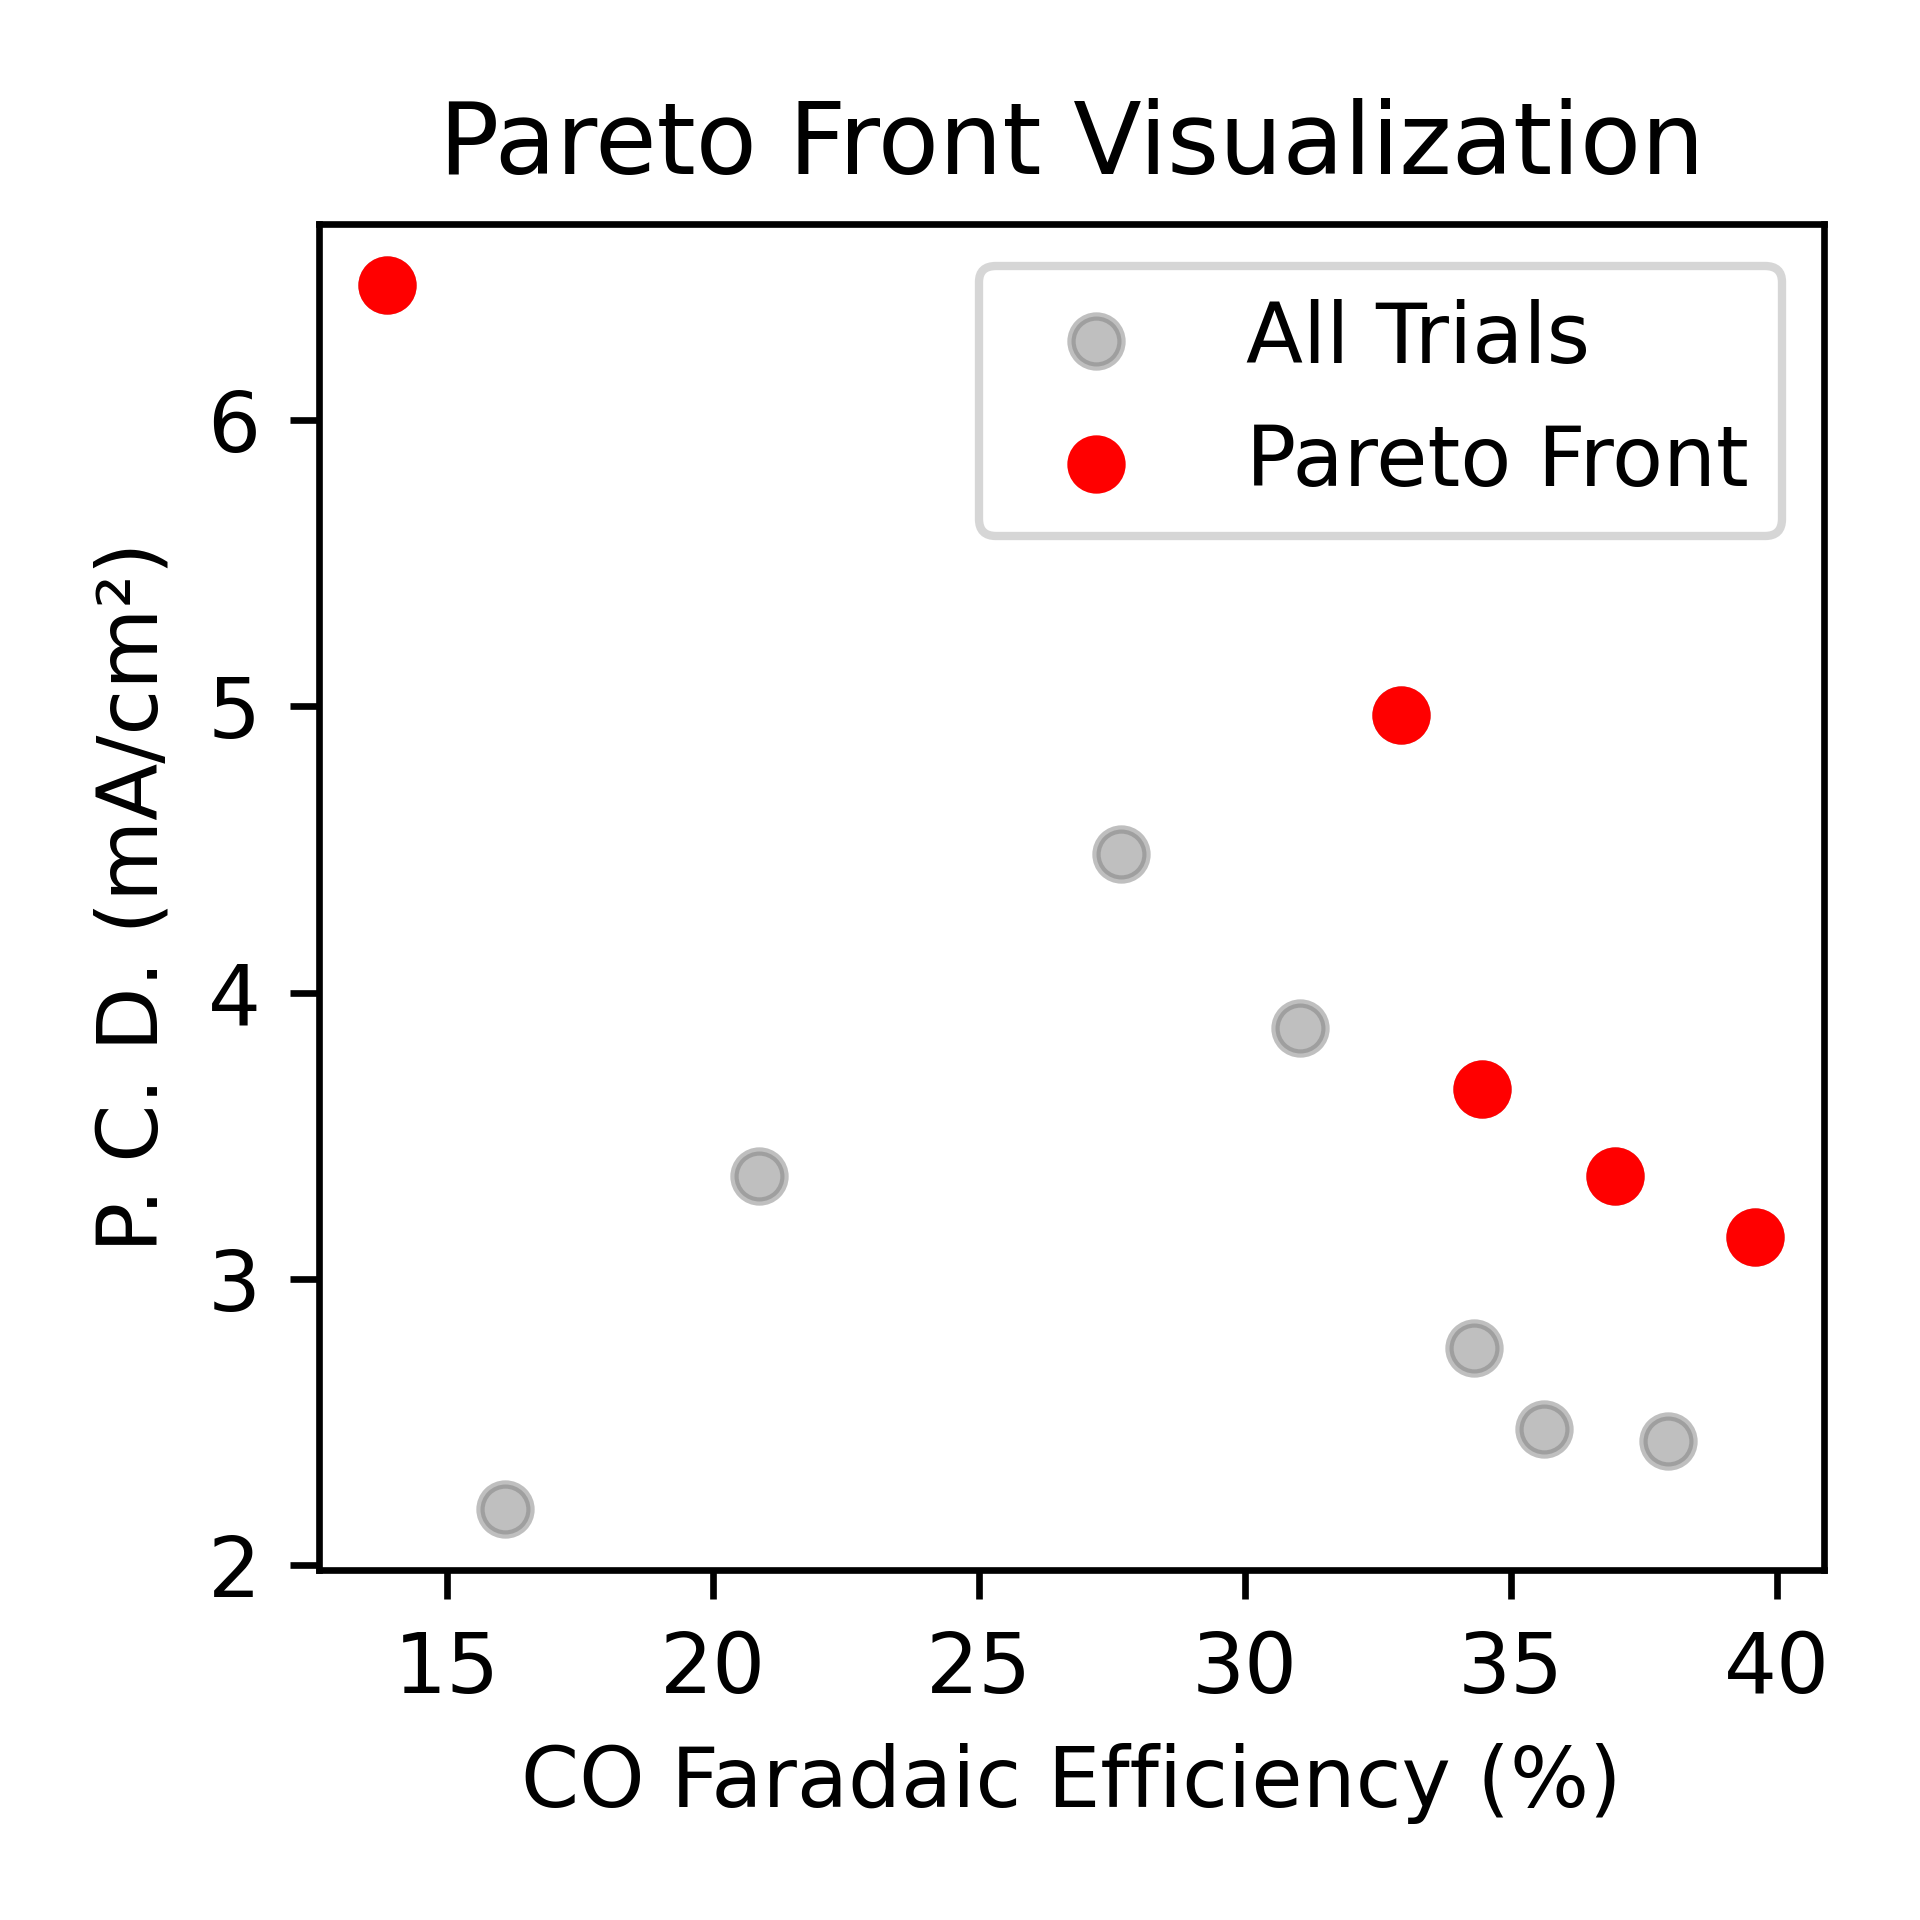 Pareto Front Visualization
All Trials
Pareto Front
P. C. D. (mA/cm²)
6
5
4
3
2
15 20 25 30 35 40
CO Faradaic Efficiency (%)